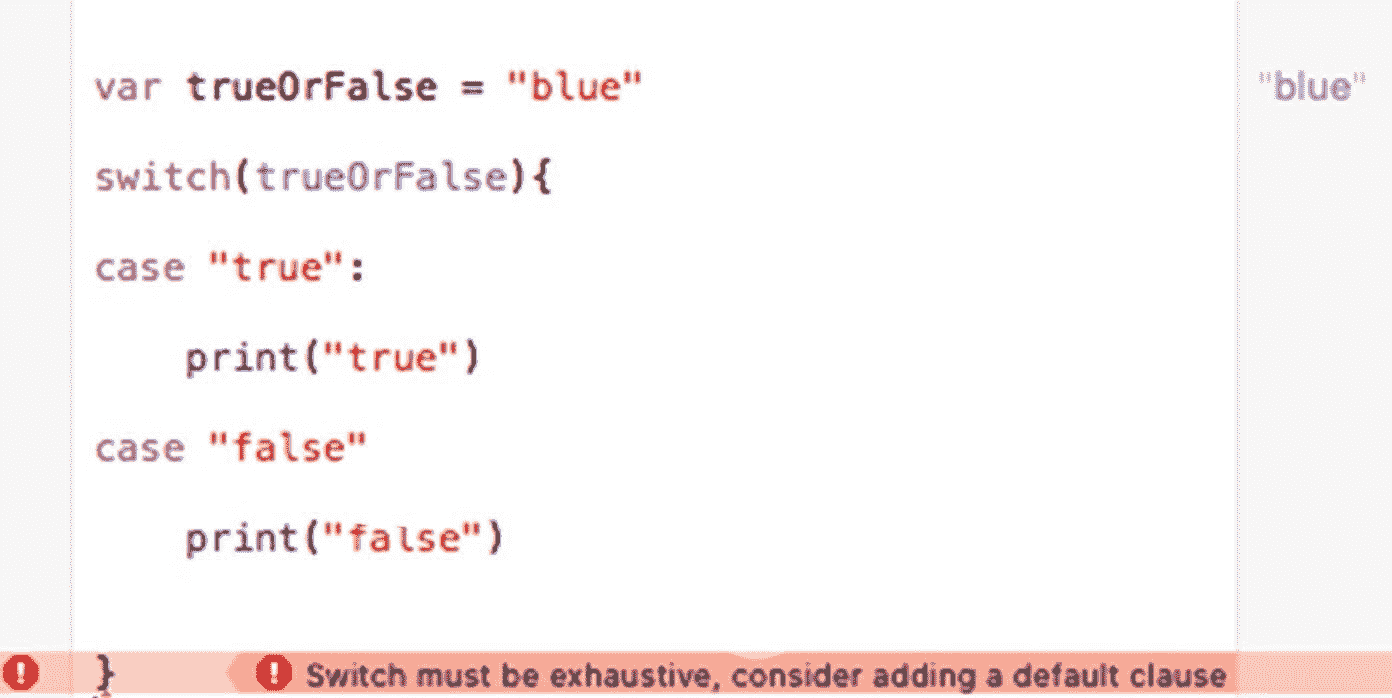 var trueOrFalse = "blue"
"blue"
switch(trueOrFalse){
case "true":
print("true")
case "false"
print("false")
}
Switch must be exhaustive, consider adding a default clause